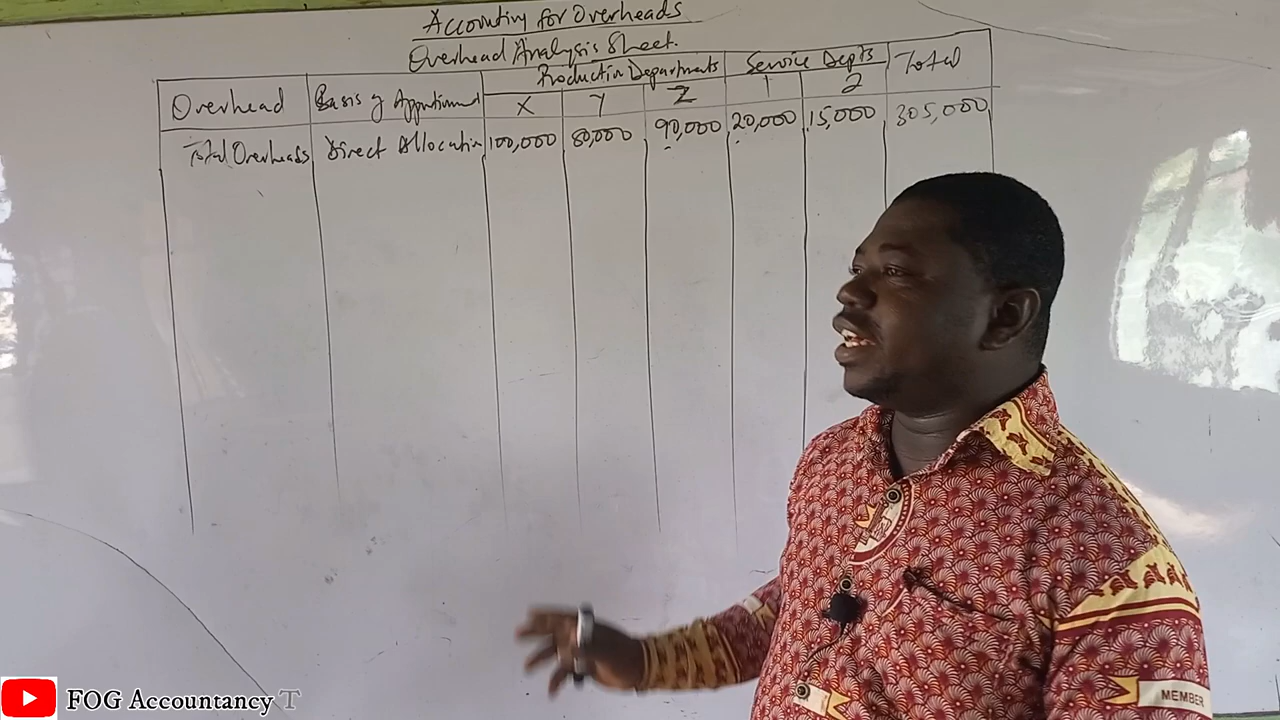 Accounting for Overheads
Overhead Analysis Sheet.
Production Departments Service Depts Total
Overhead Basis of Apportionment X Y Z 1 2
Total Overheads Direct Allocation 100,000 80,000 90,000 20,000 15,000 305,000
MEMBER
FOG Accountancy T